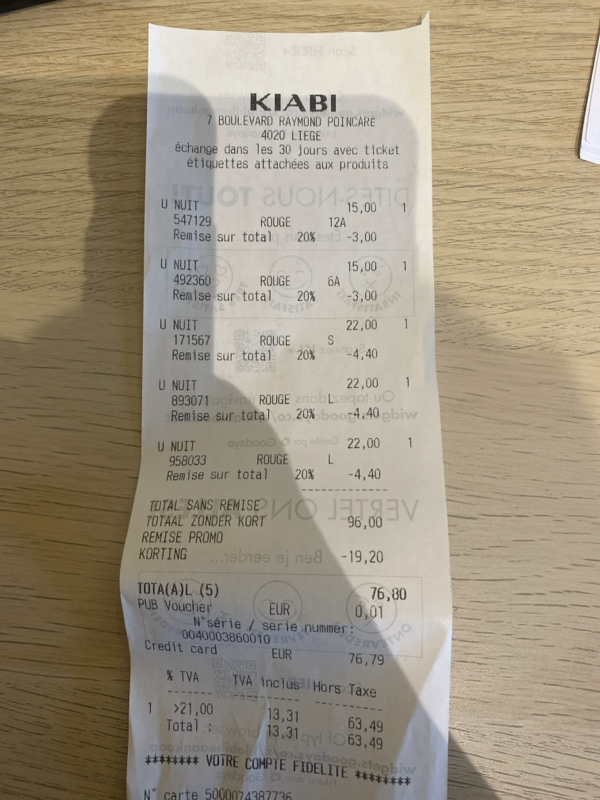 KIABI
7 BOULEVARD RAYMOND POINCARE
4020 LIEGE
échange dans les 30 jours avec ticket
étiquettes attachées aux produits
U NUIT 15,00 1
547129 ROUGE 12A
Remise sur total 20% -3,00
U NUIT 15,00 1
492360 ROUGE 6A
Remise sur total 20% -3,00
U NUIT 22,00 1
171567 ROUGE S
Remise sur total 20% -4,40
U NUIT 22,00 1
893071 ROUGE L
Remise sur total 20% -4,40
U NUIT 22,00 1
958033 ROUGE L
Remise sur total 20% -4,40
TOTAL SANS REMISE
TOTAAL ZONDER KORT 96,00
REMISE PROMO
KORTING -19,20
TOTA(A)L (5) 76,80
PUB Voucher EUR 0,01
N°série / serie nummer:
0040003860010
Credit card EUR 76,79
% TVA TVA inclus Hors Taxe
1 >21,00 13,31 63,49
Total : 13,31 63,49
******** VOTRE COMPTE FIDELITE ********
N° carte 5000074387736